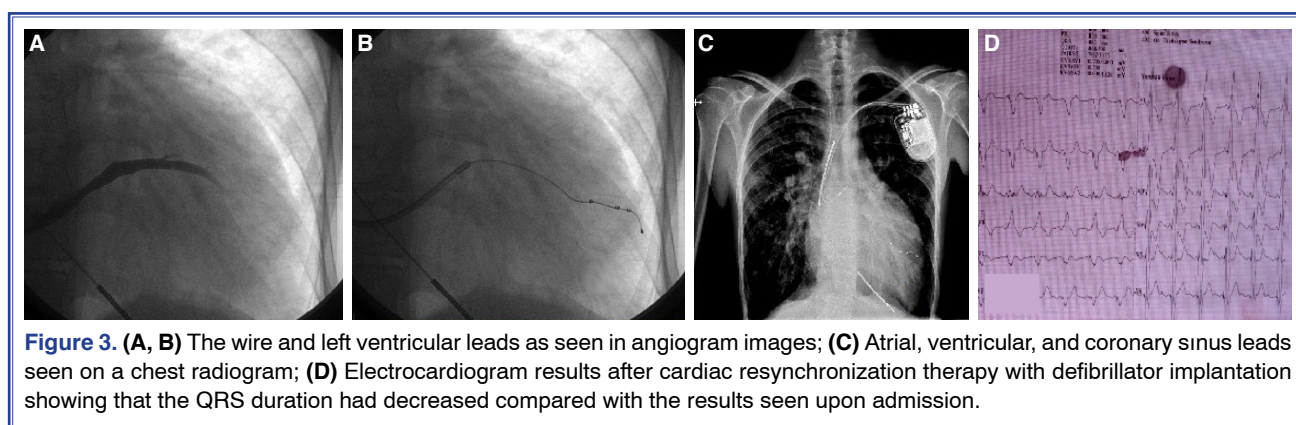 A
B
C
D
Figure 3. (A, B) The wire and left ventricular leads as seen in angiogram images; (C) Atrial, ventricular, and coronary sınus leads
seen on a chest radiogram; (D) Electrocardiogram results after cardiac resynchronization therapy with defibrillator implantation
showing that the QRS duration had decreased compared with the results seen upon admission.